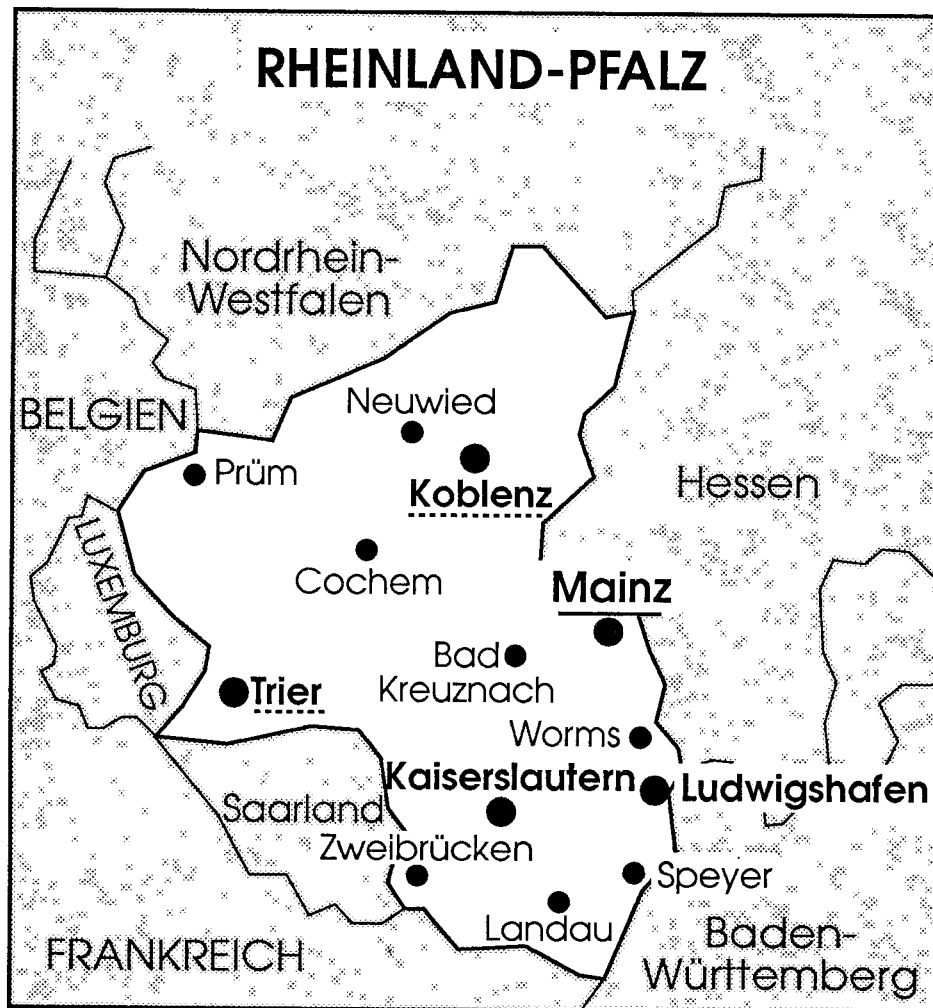 RHEINLAND-PFALZ
Nordrhein-
Westfalen
BELGIEN
Neuwied
Prüm
Koblenz
Hessen
LUXEMBURG
Cochem
Mainz
Bad
Kreuznach
Trier
Worms
Kaiserslautern
Ludwigshafen
Saarland
Zweibrücken
Speyer
Landau
FRANKREICH
Baden-
Württemberg